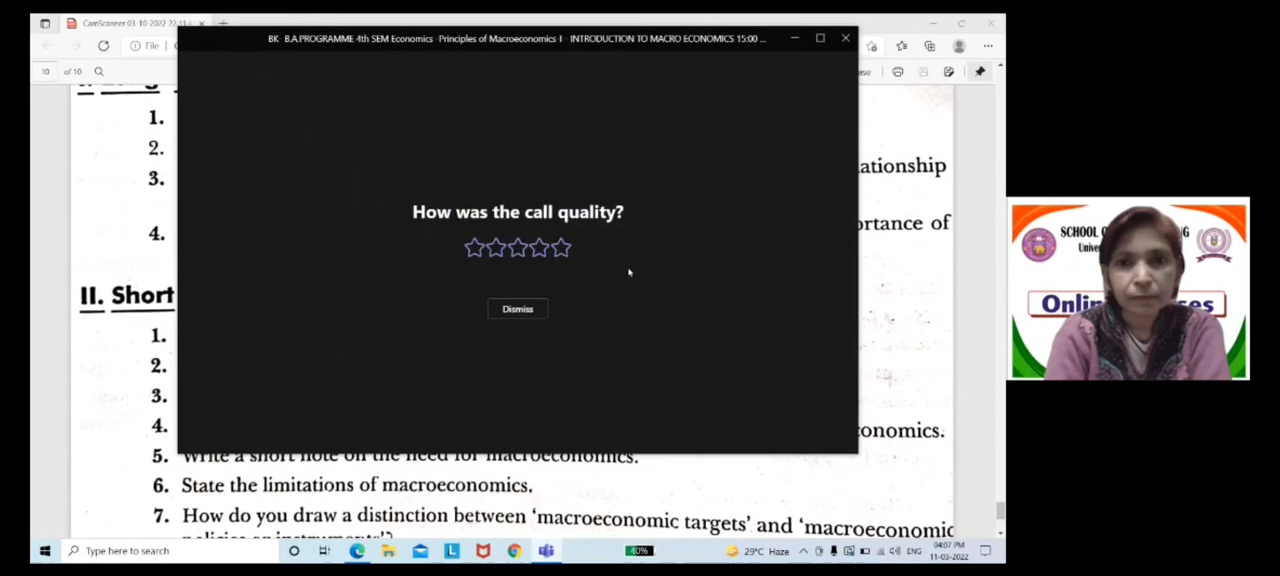 CamScanner 03-10-2022 22.11
File
10 of 10
BK- B.A.PROGRAMME 4th SEM Economics -Principles of Macroeconomics-I - INTRODUCTION TO MACRO ECONOMICS 15:00 ...
1.
2.
ationship
3.
4.
ortance of
How was the call quality?
Dismiss
II. Short
1.
2.
3.
4.
onomics.
5. Write a short note on the need for macroeconomics.
6. State the limitations of macroeconomics.
7. How do you draw a distinction between 'macroeconomic targets' and 'macroeconomic
SCHOOL
Online
Type here to search
40%
29°C Haze
ENG
04:07 PM
11-03-2022